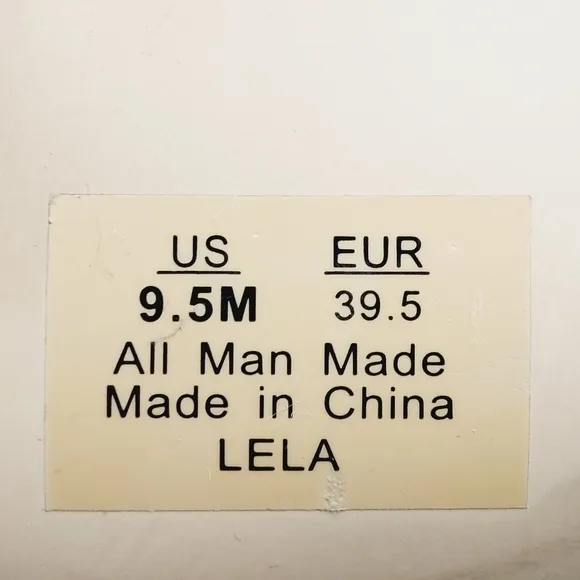 US EUR
9.5M 39.5
All Man Made
Made in China
LELA